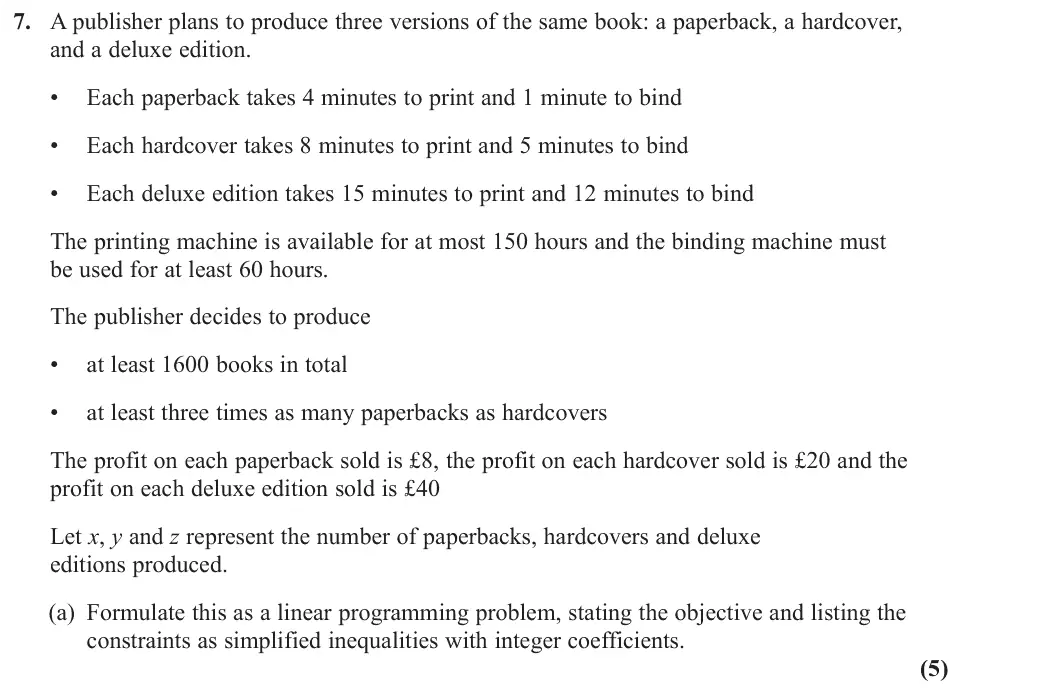 7. A publisher plans to produce three versions of the same book: a paperback, a hardcover,
and a deluxe edition.
• Each paperback takes 4 minutes to print and 1 minute to bind
• Each hardcover takes 8 minutes to print and 5 minutes to bind
• Each deluxe edition takes 15 minutes to print and 12 minutes to bind
The printing machine is available for at most 150 hours and the binding machine must
be used for at least 60 hours.
The publisher decides to produce
• at least 1600 books in total
• at least three times as many paperbacks as hardcovers
The profit on each paperback sold is £8, the profit on each hardcover sold is £20 and the
profit on each deluxe edition sold is £40
Let x, y and z represent the number of paperbacks, hardcovers and deluxe
editions produced.
(a) Formulate this as a linear programming problem, stating the objective and listing the
constraints as simplified inequalities with integer coefficients.
(5)